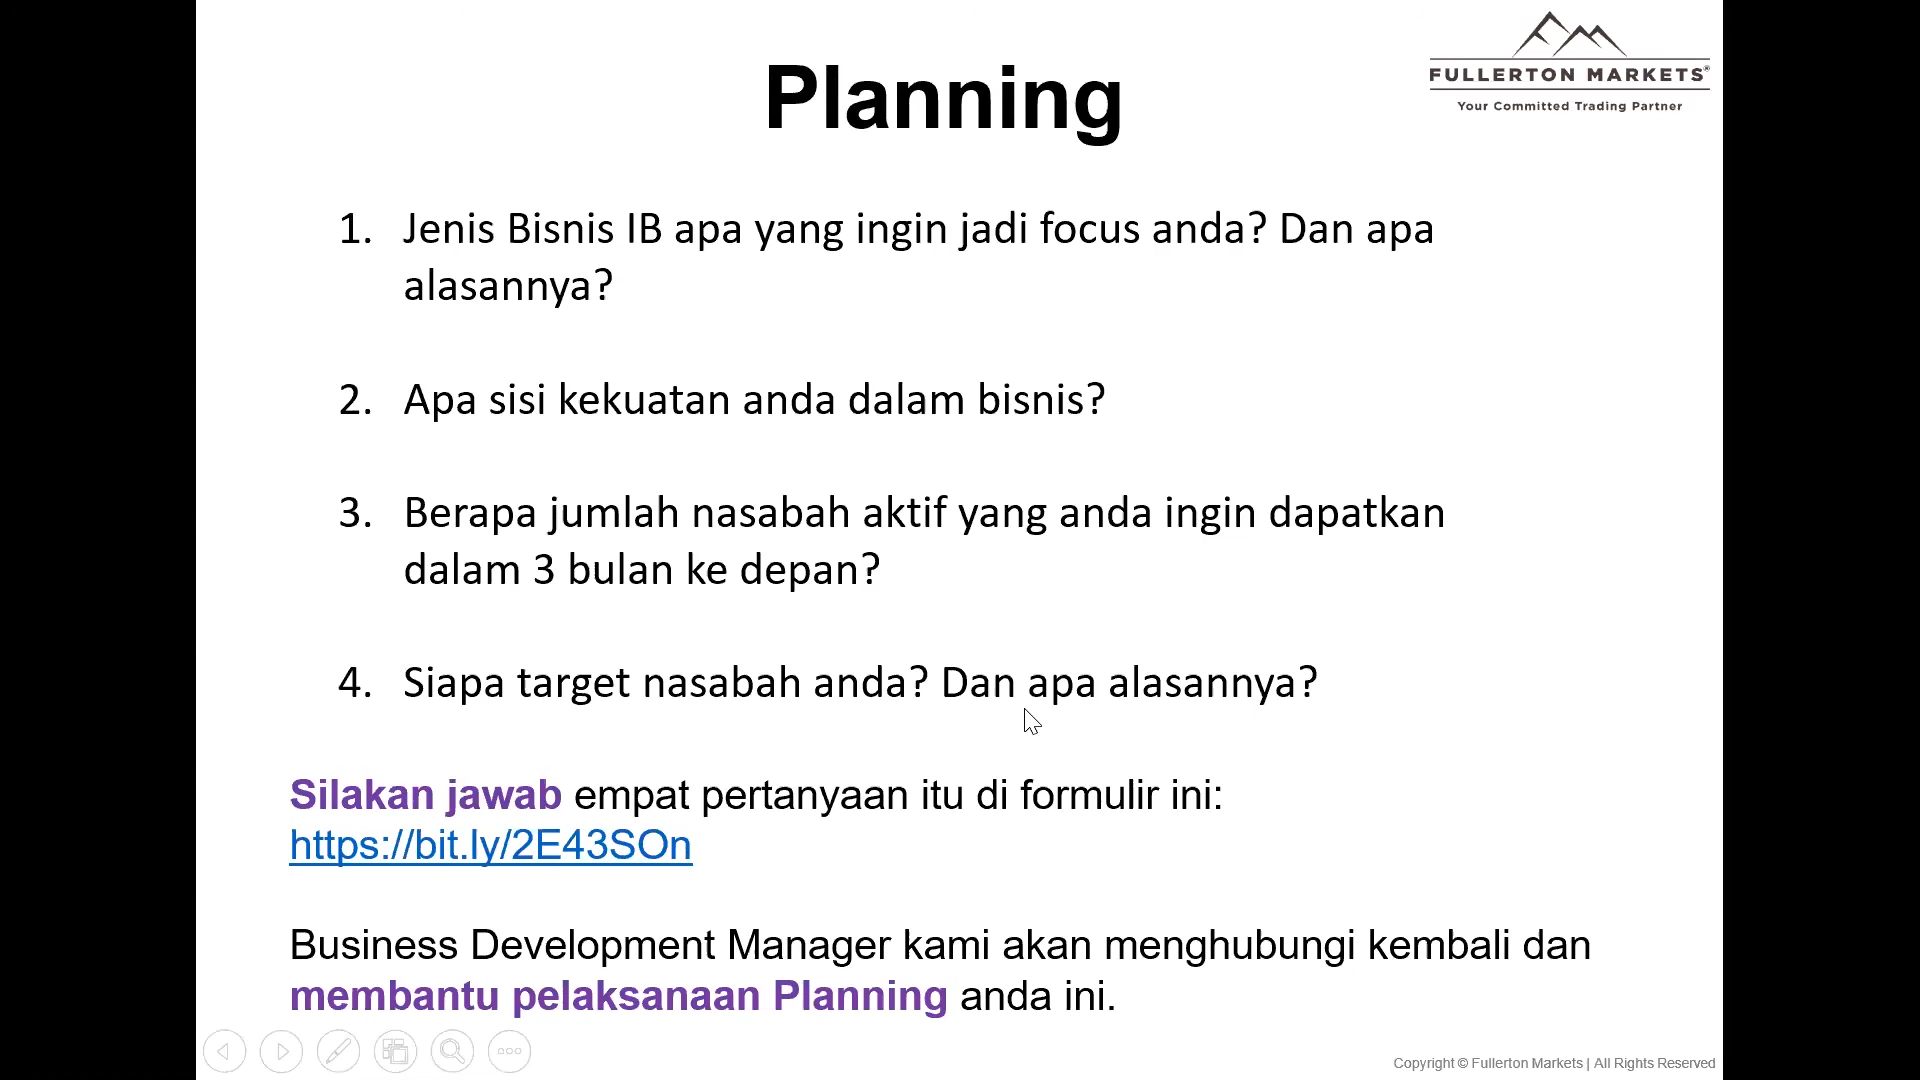 FULLERTON MARKETS®
Your Committed Trading Partner
Planning
1. Jenis Bisnis IB apa yang ingin jadi focus anda? Dan apa
alasannya?
2. Apa sisi kekuatan anda dalam bisnis?
3. Berapa jumlah nasabah aktif yang anda ingin dapatkan
dalam 3 bulan ke depan?
4. Siapa target nasabah anda? Dan apa alasannya?
Silakan jawab empat pertanyaan itu di formulir ini:
https://bit.ly/2E43SOn
Business Development Manager kami akan menghubungi kembali dan
membantu pelaksanaan Planning anda ini.
Copyright © Fullerton Markets | All Rights Reserved